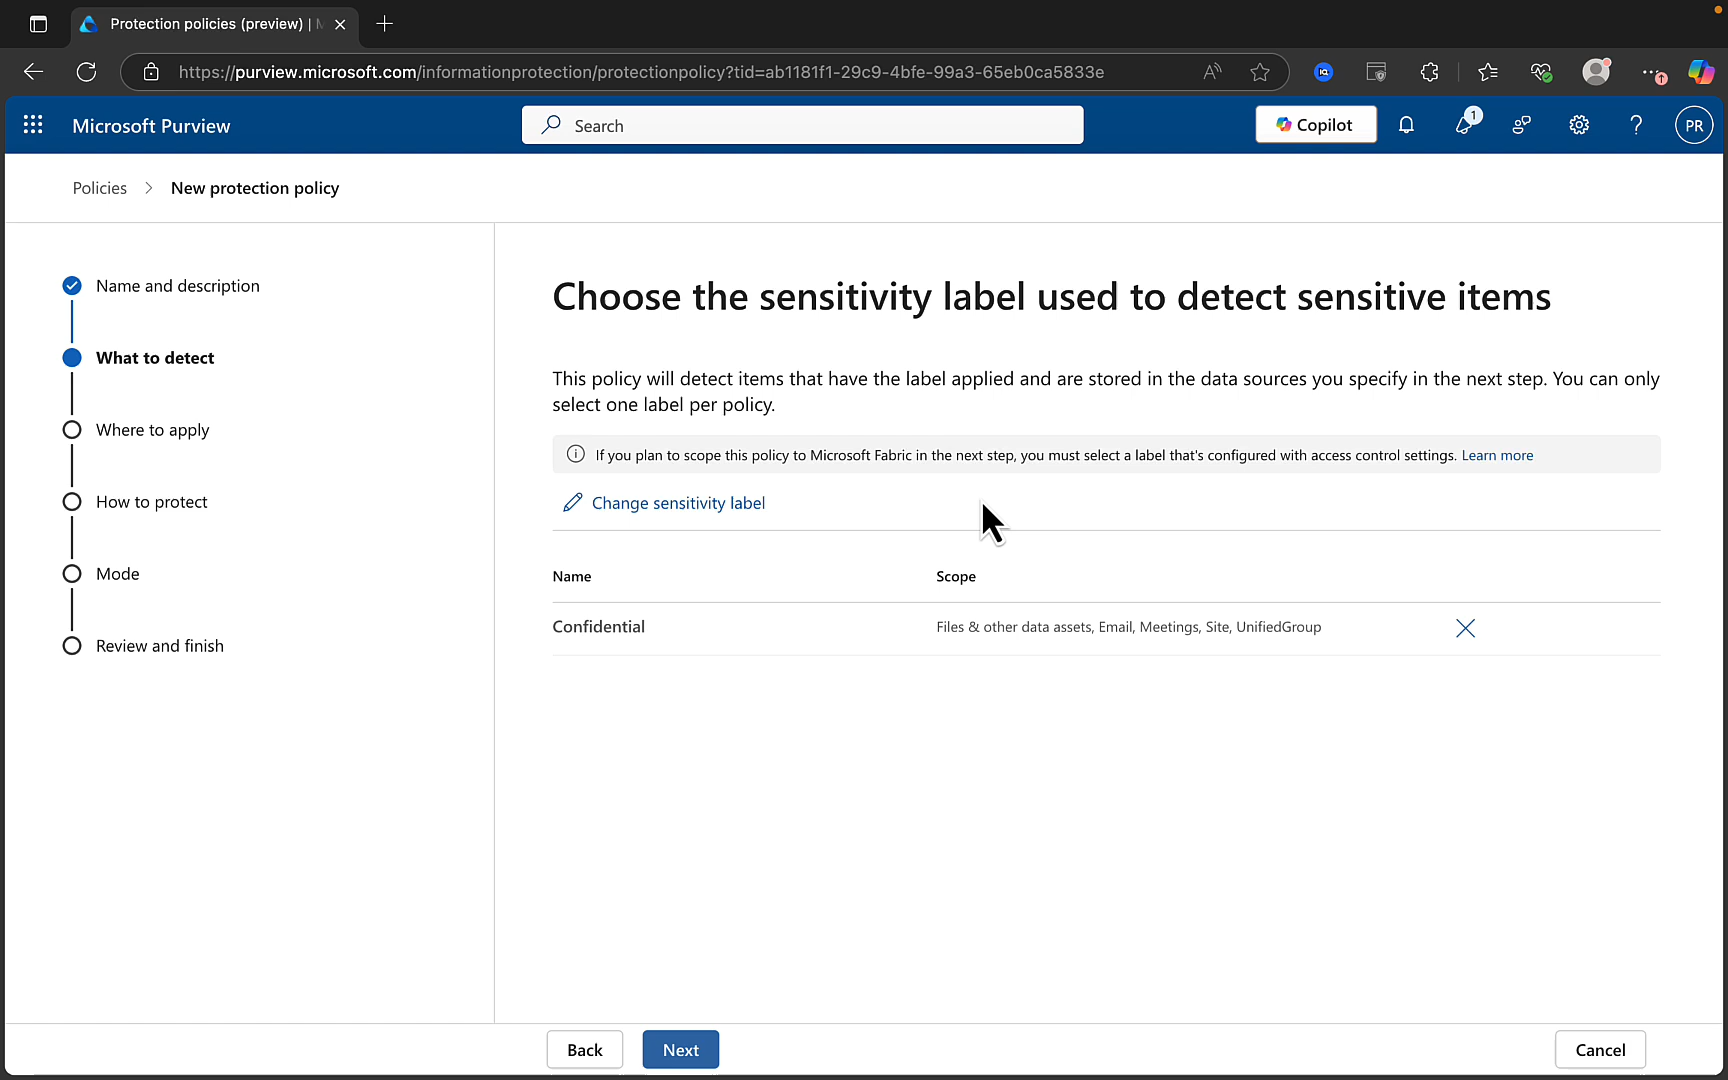 Protection policies (preview) |
https://purview.microsoft.com/informationprotection/protectionpolicy?tid=ab1181f1-29c9-4bfe-99a3-65eb0ca5833e
Microsoft Purview
Search
Copilot
1
PR
Policies > New protection policy
Name and description
What to detect
Where to apply
How to protect
Mode
Review and finish
Choose the sensitivity label used to detect sensitive items
This policy will detect items that have the label applied and are stored in the data sources you specify in the next step. You can only
select one label per policy.
If you plan to scope this policy to Microsoft Fabric in the next step, you must select a label that's configured with access control settings. Learn more
Change sensitivity label
Name Scope
Confidential Files & other data assets, Email, Meetings, Site, UnifiedGroup
Back Next Cancel